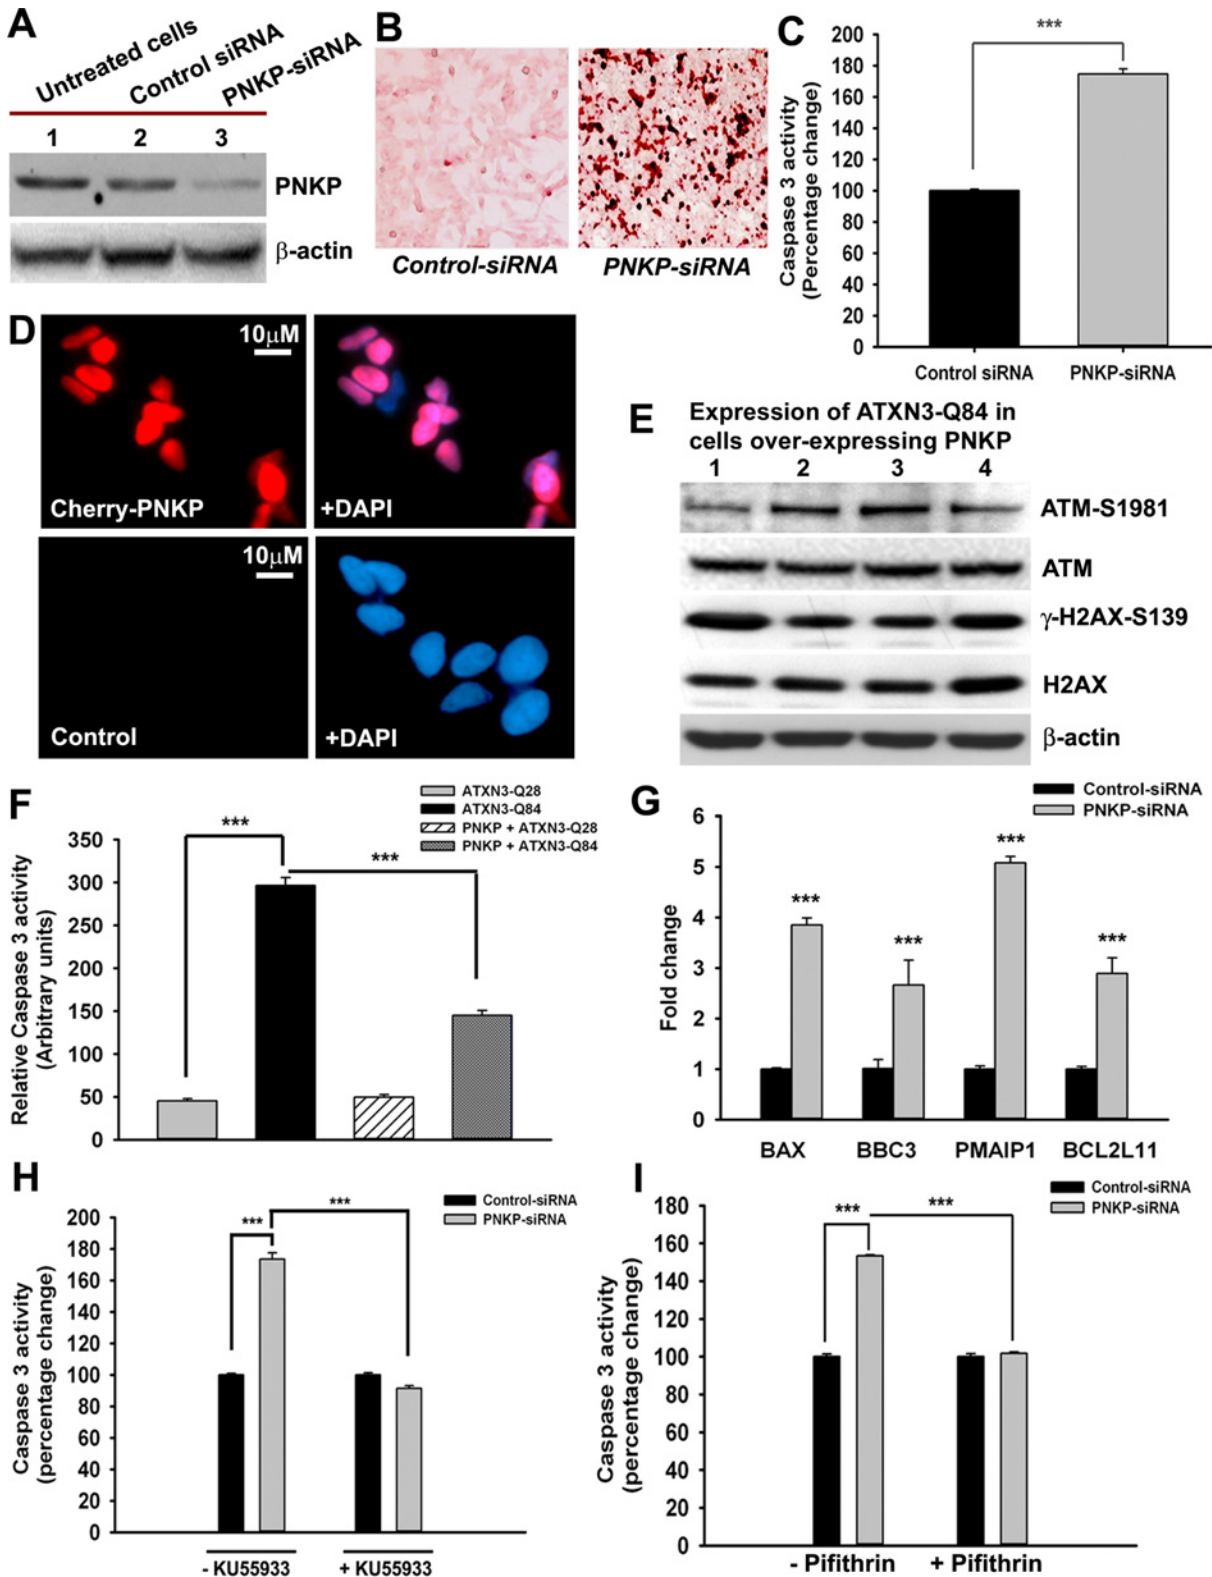 A
Untreated cells
Control siRNA
PNKP-siRNA
1 2 3
PNKP
β-actin
B
Control-siRNA PNKP-siRNA
C
***
Caspase 3 activity
(Percentage change)
200
180
160
140
120
100
80
60
40
20
0
Control siRNA PNKP-siRNA
D
10μM
Cherry-PNKP +DAPI
10μM
Control +DAPI
E
Expression of ATXN3-Q84 in
cells over-expressing PNKP
1 2 3 4
ATM-S1981
ATM
γ-H2AX-S139
H2AX
β-actin
F
ATXN3-Q28
ATXN3-Q84
PNKP + ATXN3-Q28
PNKP + ATXN3-Q84
***
***
Relative Caspase 3 activity
(Arbitrary units)
350
300
250
200
150
100
50
0
G
Control-siRNA
PNKP-siRNA
Fold change
6
5
4
3
2
1
0
***
***
***
***
BAX BBC3 PMAIP1 BCL2L11
H
Control-siRNA
PNKP-siRNA
***
***
Caspase 3 activity
(percentage change)
200
180
160
140
120
100
80
60
40
20
0
- KU55933 + KU55933
I
Control-siRNA
PNKP-siRNA
***
***
Caspase 3 activity
(percentage change)
180
160
140
120
100
80
60
40
20
0
- Pifithrin + Pifithrin